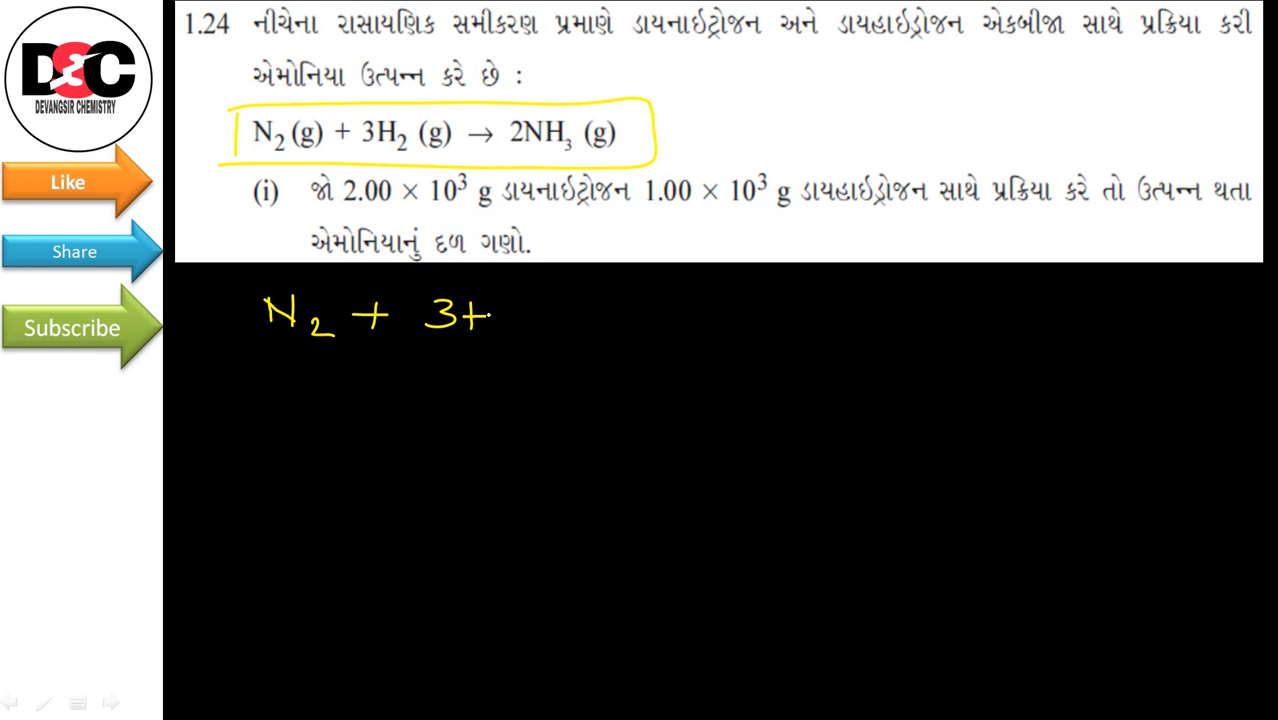 DEC
DEVANGSIR CHEMISTRY
Like
Share
Subscribe
1.24 નીચેના રાસાયણિક સમીકરણ પ્રમાણે ડાયનાઇટ્રોજન અને ડાયહાઇડ્રોજન એકબીજા સાથે પ્રક્રિયા કરી
એમોનિયા ઉત્પન્ન કરે છે :
N₂ (g) + 3H₂ (g) → 2NH₃ (g)
(i) જો 2.00 × 10³ g ડાયનાઇટ્રોજન 1.00 × 10³ g ડાયહાઇડ્રોજન સાથે પ્રક્રિયા કરે તો ઉત્પન્ન થતા
એમોનિયાનું દળ ગણો.
N₂ + 3